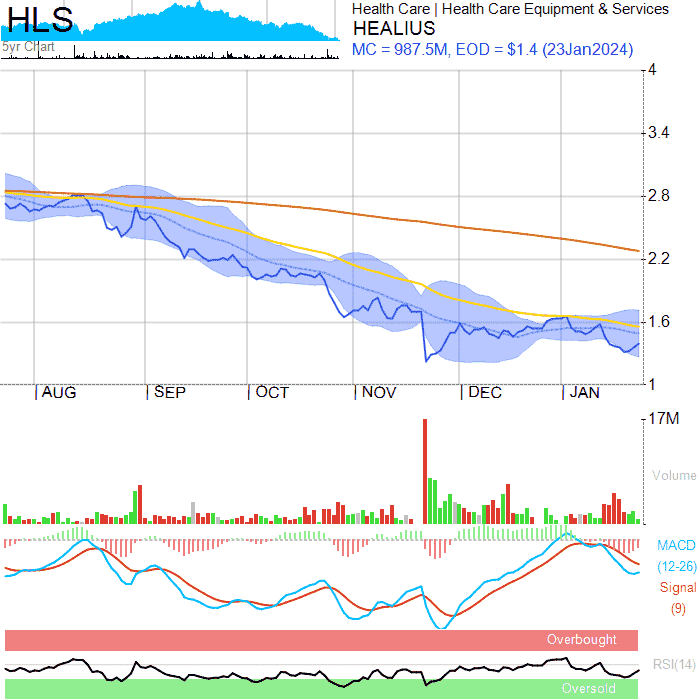 HLS
5yr Chart
Health Care | Health Care Equipment & Services
HEALIUS
MC = 987.5M, EOD = $1.4 (23Jan2024)
4
3.4
2.8
2.2
1.6
1
| AUG | SEP | OCT | NOV | DEC | JAN
17M
Volume
MACD
(12-26)
Signal
(9)
Overbought
RSI(14)
Oversold